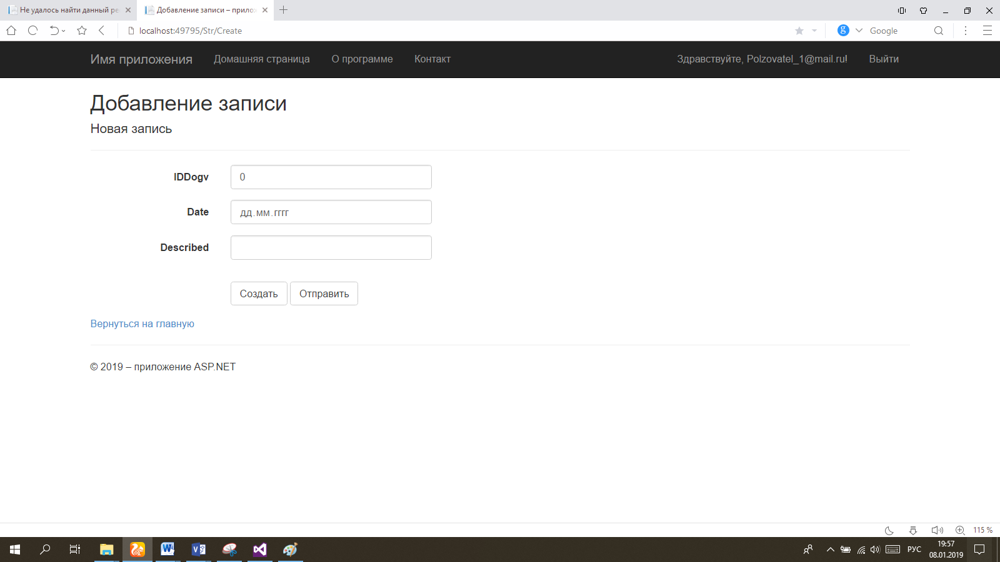 Не удалось найти данный ре
Добавление записи – прило
localhost:49795/Str/Create
Google
Имя приложения
Домашняя страница
О программе
Контакт
Здравствуйте, Polzovatel_1@mail.ru!
Выйти
Добавление записи
Новая запись
IDDogv
0
Date
дд.мм.гггг
Described
Создать
Отправить
Вернуться на главную
© 2019 – приложение ASP.NET
115 %
РУС
19:57
08.01.2019